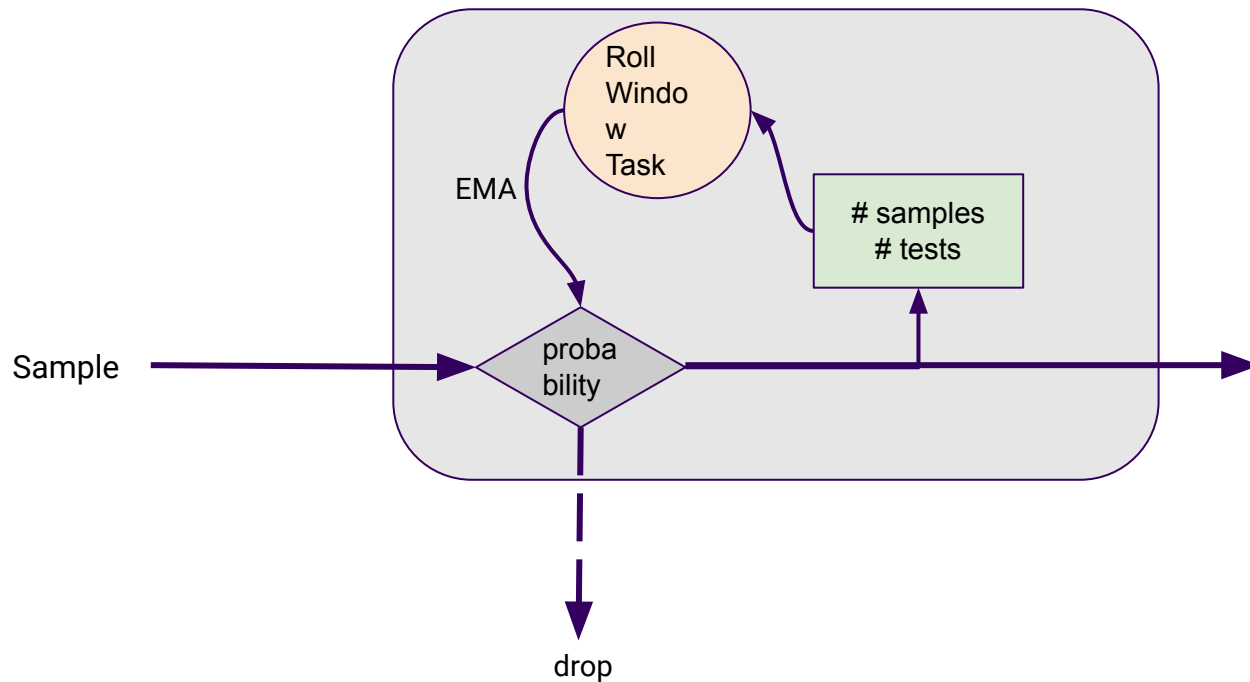 Roll
Windo
w
Task
EMA
# samples
# tests
Sample
proba
bility
drop